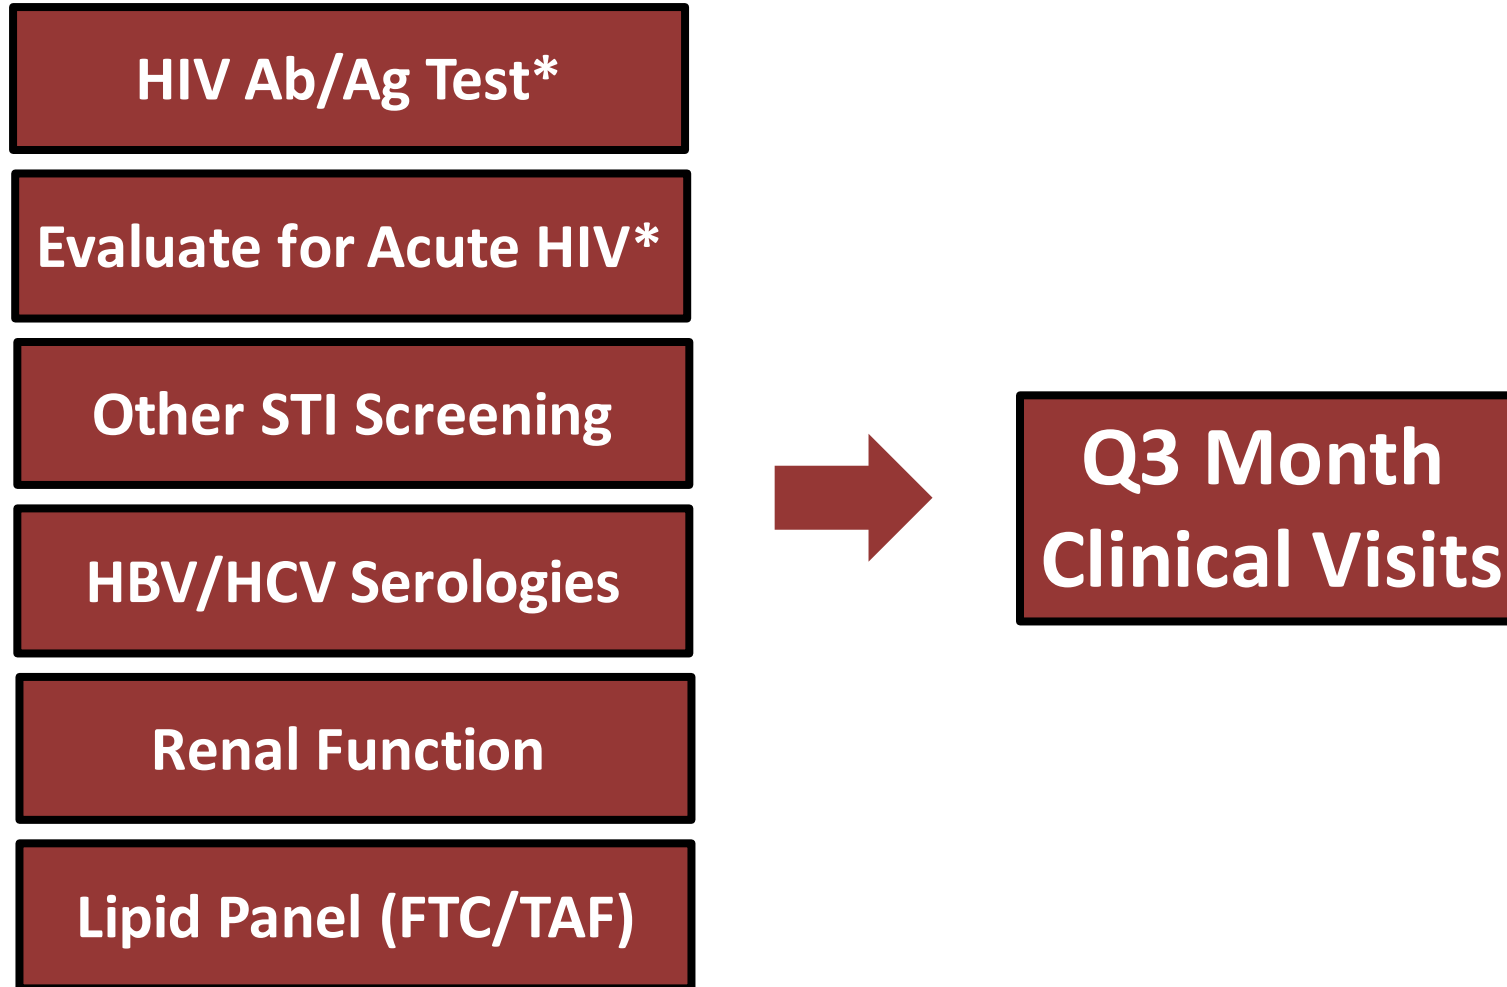 HIV Ab/Ag Test*
Evaluate for Acute HIV*
Other STI Screening
HBV/HCV Serologies
Renal Function
Lipid Panel (FTC/TAF)
Q3 Month
Clinical Visits